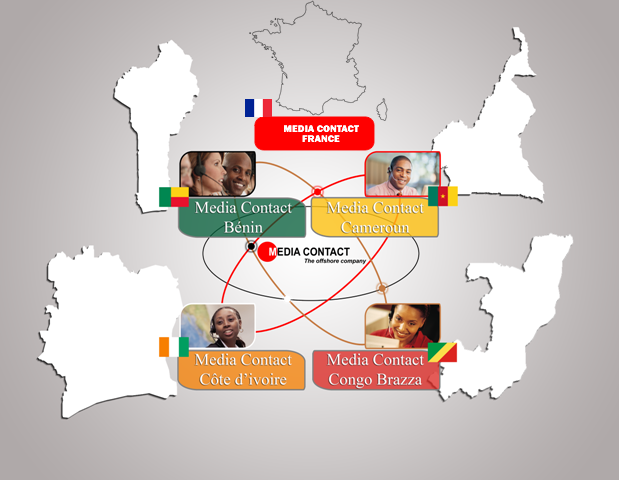 MEDIA CONTACT
FRANCE
Media Contact
Bénin
Media Contact
Cameroun
MEDIA CONTACT
The offshore company
Media Contact
Côte d'ivoire
Media Contact
Congo Brazza